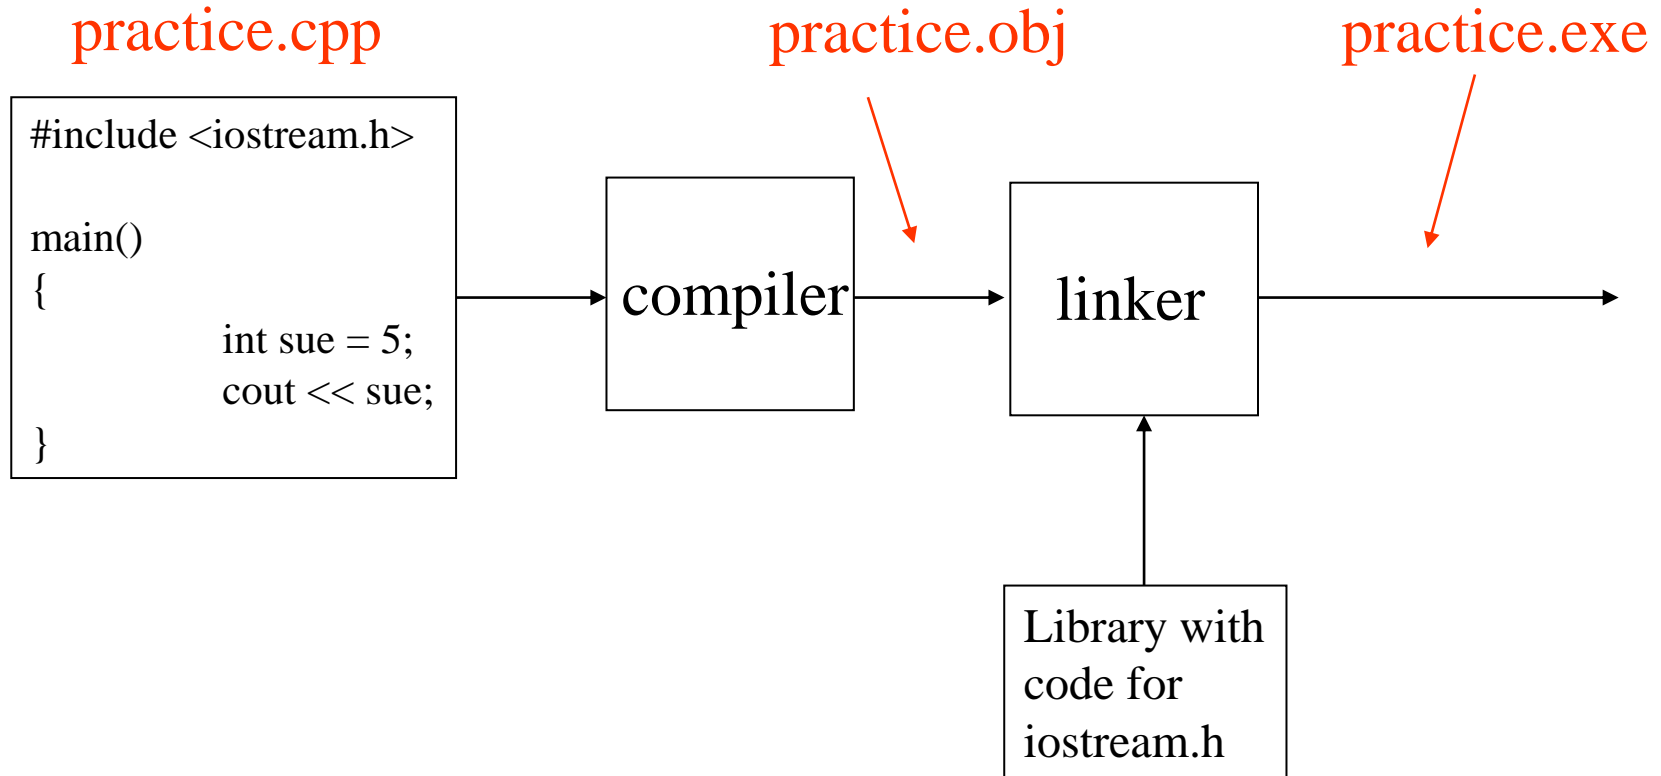 practice.cpp
practice.obj
practice.exe
#include <iostream.h>
main()
{
int sue = 5;
cout << sue;
}
compiler
linker
Library with
code for
iostream.h